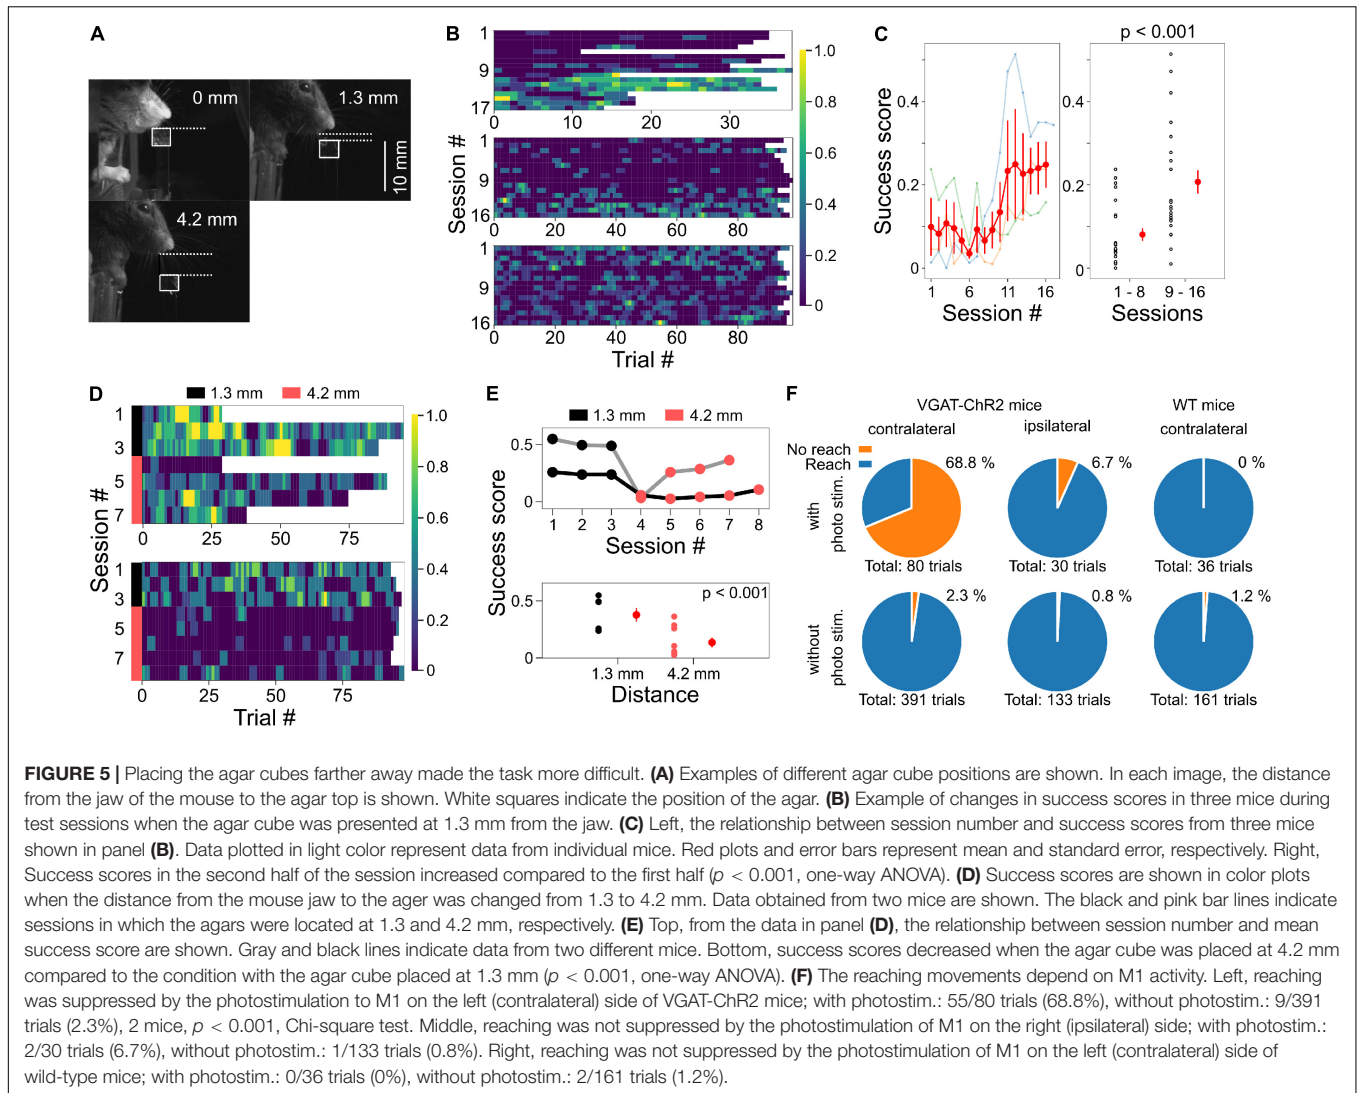 A
0 mm
1.3 mm
10 mm
4.2 mm
B
1
9
17
0
10
20
30
1
9
16
1
9
16
0
20
40
60
80
Session #
Trial #
1.0
0.8
0.6
0.4
0.2
0
C
p < 0.001
Success score
0.4
0.2
0
1
6
11
16
Session #
0.4
0.2
0
1 - 8
9 - 16
Sessions
D
1.3 mm
4.2 mm
1
3
5
7
0
25
50
75
1
3
5
7
0
25
50
75
Session #
Trial #
1.0
0.8
0.6
0.4
0.2
0
E
1.3 mm
4.2 mm
Success score
0.5
0
1
2
3
4
5
6
7
8
Session #
p < 0.001
0.5
0
1.3 mm
4.2 mm
Distance
F
VGAT-ChR2 mice
WT mice
contralateral
ipsilateral
contralateral
No reach
Reach
with
photo stim.
68.8 %
6.7 %
0 %
Total: 80 trials
Total: 30 trials
Total: 36 trials
without
photo stim.
2.3 %
0.8 %
1.2 %
Total: 391 trials
Total: 133 trials
Total: 161 trials
FIGURE 5 | Placing the agar cubes farther away made the task more difficult. (A) Examples of different agar cube positions are shown. In each image, the distance
from the jaw of the mouse to the agar top is shown. White squares indicate the position of the agar. (B) Example of changes in success scores in three mice during
test sessions when the agar cube was presented at 1.3 mm from the jaw. (C) Left, the relationship between session number and success scores from three mice
shown in panel (B). Data plotted in light color represent data from individual mice. Red plots and error bars represent mean and standard error, respectively. Right,
Success scores in the second half of the session increased compared to the first half (p < 0.001, one-way ANOVA). (D) Success scores are shown in color plots
when the distance from the mouse jaw to the ager was changed from 1.3 to 4.2 mm. Data obtained from two mice are shown. The black and pink bar lines indicate
sessions in which the agars were located at 1.3 and 4.2 mm, respectively. (E) Top, from the data in panel (D), the relationship between session number and mean
success score are shown. Gray and black lines indicate data from two different mice. Bottom, success scores decreased when the agar cube was placed at 4.2 mm
compared to the condition with the agar cube placed at 1.3 mm (p < 0.001, one-way ANOVA). (F) The reaching movements depend on M1 activity. Left, reaching
was suppressed by the photostimulation to M1 on the left (contralateral) side of VGAT-ChR2 mice; with photostim.: 55/80 trials (68.8%), without photostim.: 9/391
trials (2.3%), 2 mice, p < 0.001, Chi-square test. Middle, reaching was not suppressed by the photostimulation of M1 on the right (ipsilateral) side; with photostim.:
2/30 trials (6.7%), without photostim.: 1/133 trials (0.8%). Right, reaching was not suppressed by the photostimulation of M1 on the left (contralateral) side of
wild-type mice; with photostim.: 0/36 trials (0%), without photostim.: 2/161 trials (1.2%).